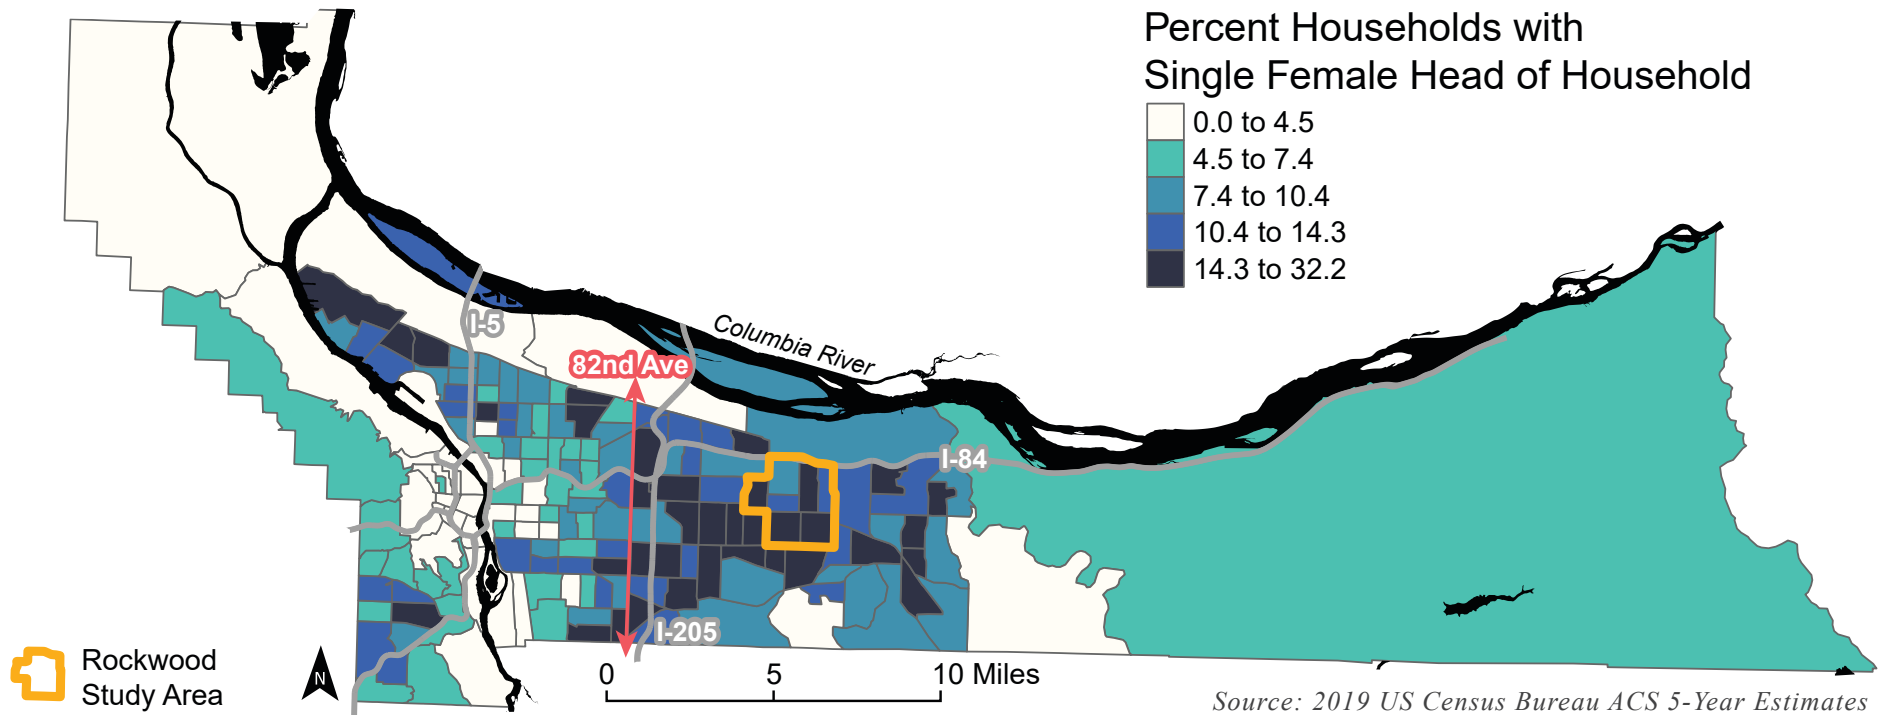 Percent Households with
Single Female Head of Household
0.0 to 4.5
4.5 to 7.4
7.4 to 10.4
10.4 to 14.3
14.3 to 32.2
I-5
82nd Ave
Columbia River
I-84
I-205
Rockwood
Study Area
N
0 5 10 Miles
Source: 2019 US Census Bureau ACS 5-Year Estimates